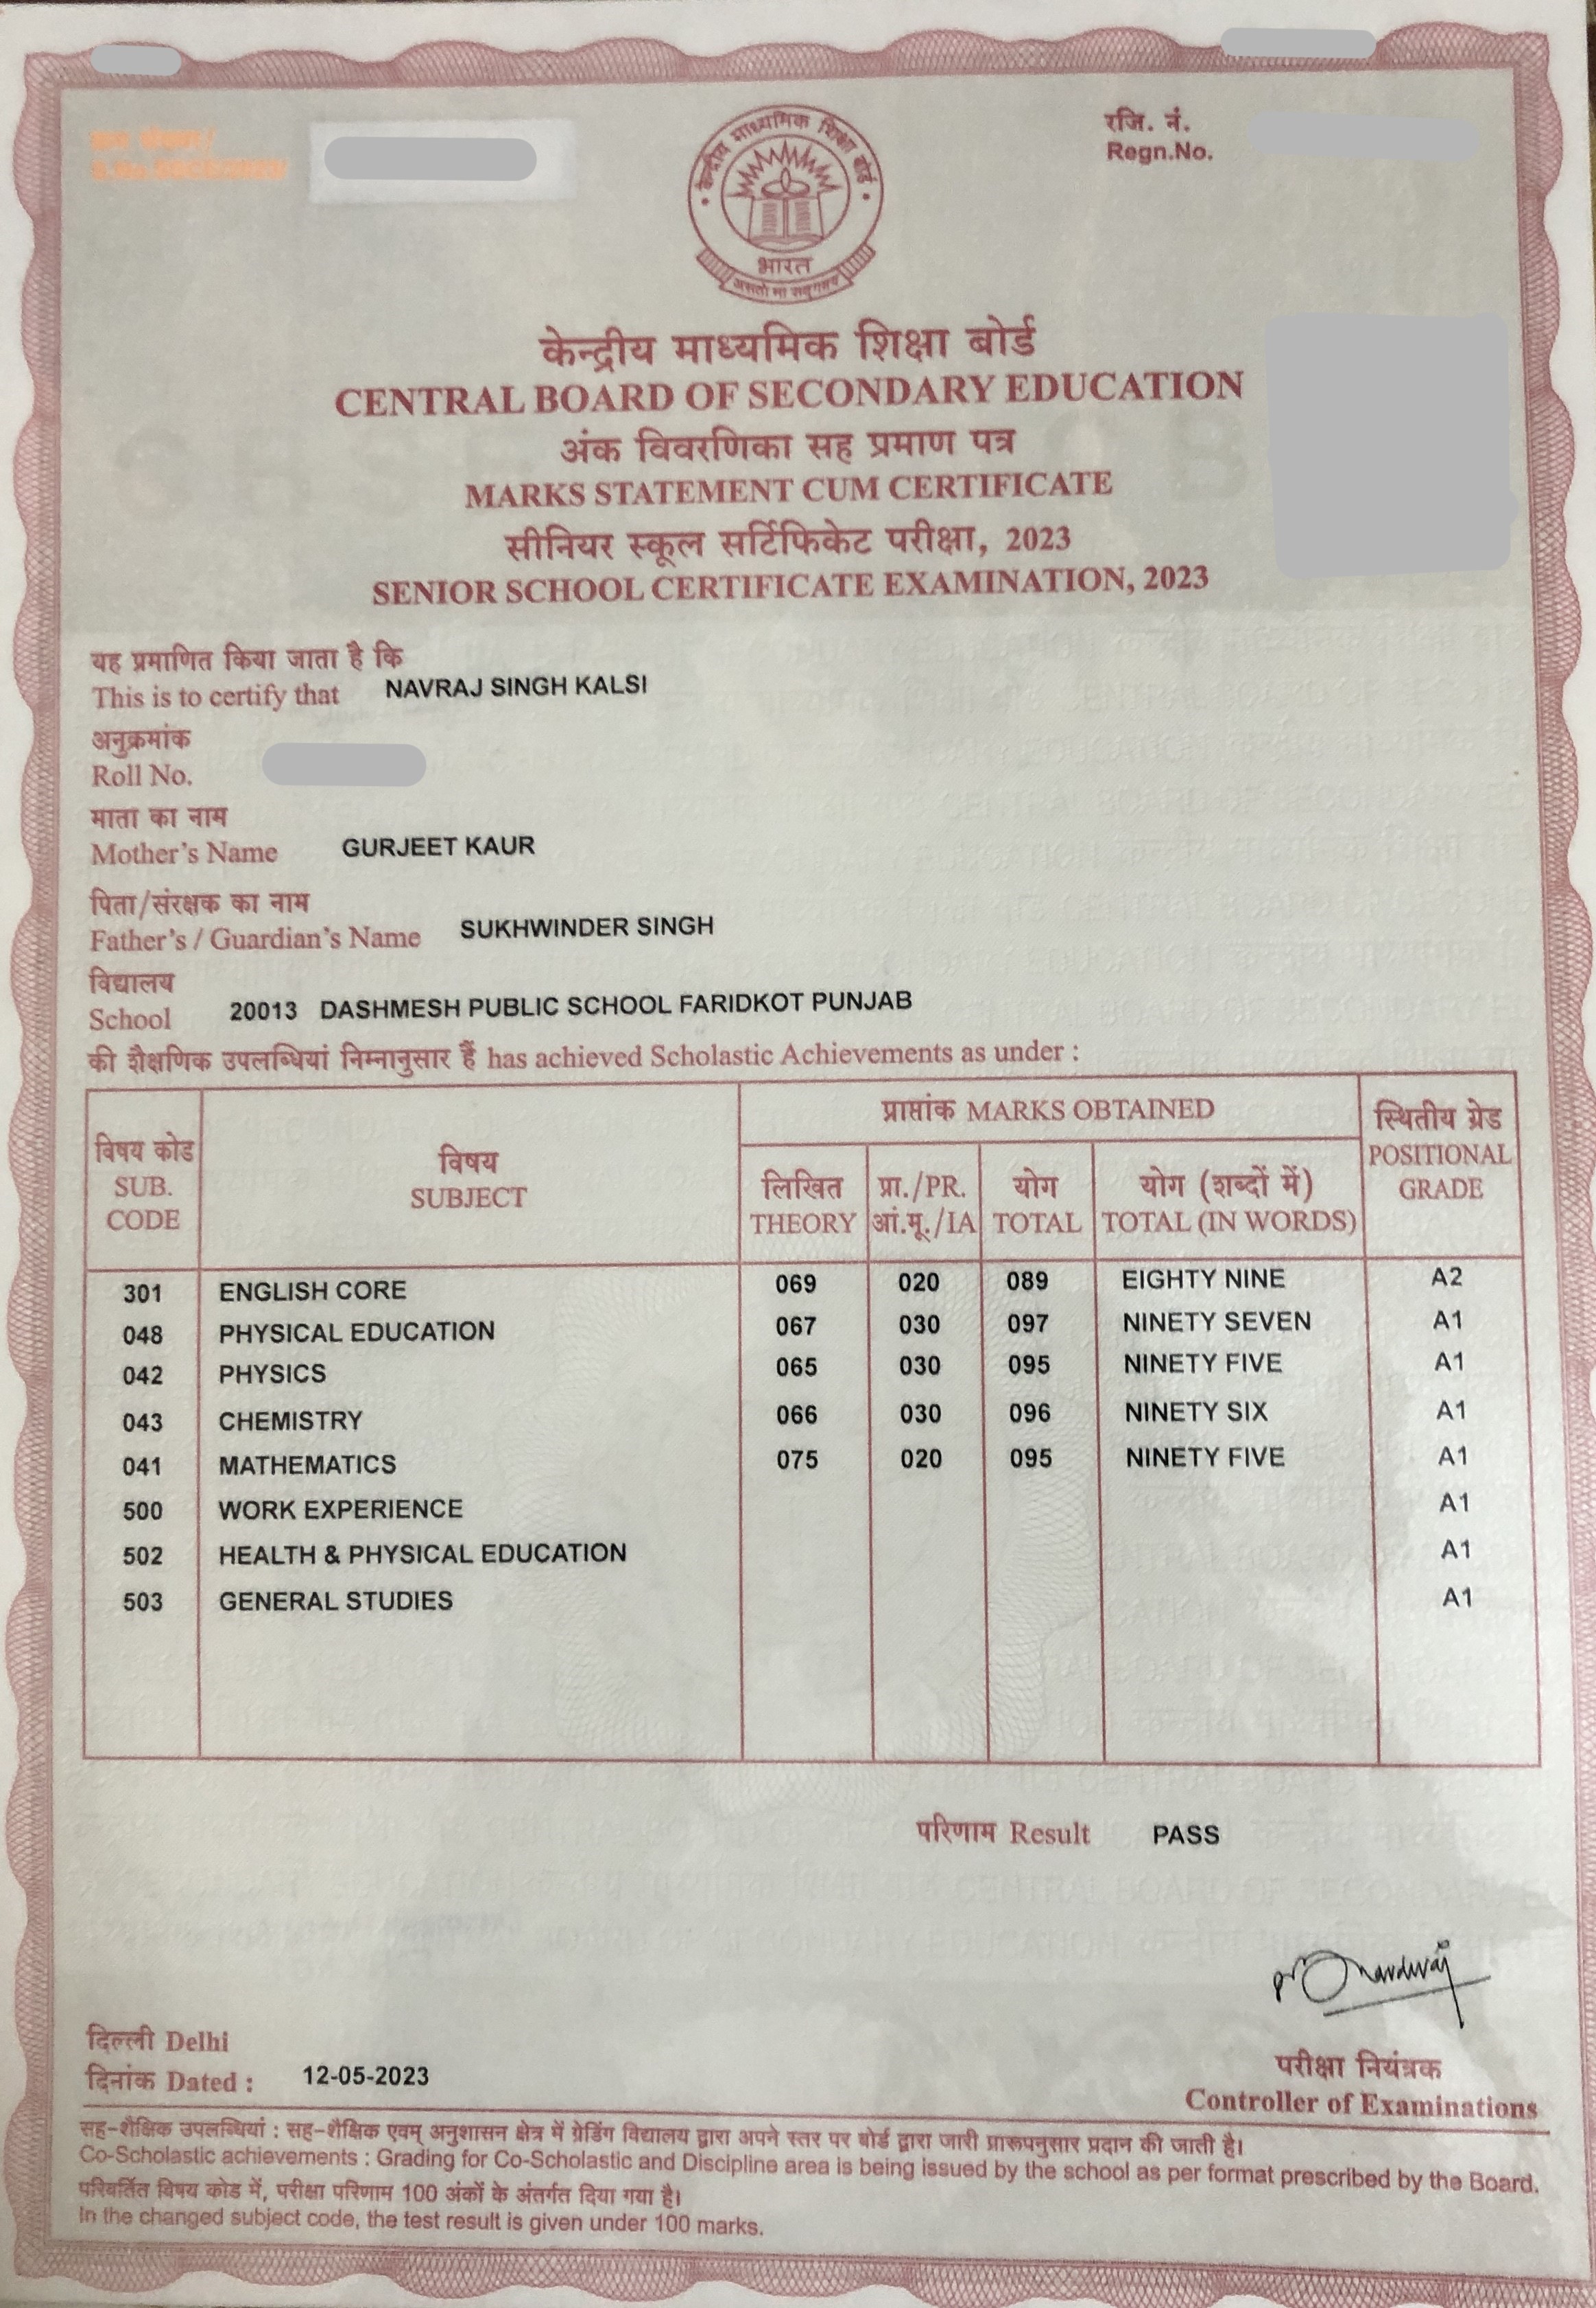 रजि. नं.
Regn.No.
केन्द्रीय माध्यमिक शिक्षा बोर्ड
भारत
असतो मा सद्गमय
केन्द्रीय माध्यमिक शिक्षा बोर्ड
CENTRAL BOARD OF SECONDARY EDUCATION
अंक विवरणिका सह प्रमाण पत्र
MARKS STATEMENT CUM CERTIFICATE
सीनियर स्कूल सर्टिफिकेट परीक्षा, 2023
SENIOR SCHOOL CERTIFICATE EXAMINATION, 2023
यह प्रमाणित किया जाता है कि
This is to certify that NAVRAJ SINGH KALSI
अनुक्रमांक
Roll No.
माता का नाम
Mother's Name GURJEET KAUR
पिता/संरक्षक का नाम
Father's / Guardian's Name SUKHWINDER SINGH
विद्यालय
School 20013 DASHMESH PUBLIC SCHOOL FARIDKOT PUNJAB
की शैक्षणिक उपलब्धियां निम्नानुसार हैं has achieved Scholastic Achievements as under :
विषय कोड
SUB.
CODE
विषय
SUBJECT
प्राप्तांक MARKS OBTAINED
लिखित
THEORY
प्रा./PR.
आं.मू./IA
योग
TOTAL
योग (शब्दों में)
TOTAL (IN WORDS)
स्थितीय ग्रेड
POSITIONAL
GRADE
301 ENGLISH CORE 069 020 089 EIGHTY NINE A2
048 PHYSICAL EDUCATION 067 030 097 NINETY SEVEN A1
042 PHYSICS 065 030 095 NINETY FIVE A1
043 CHEMISTRY 066 030 096 NINETY SIX A1
041 MATHEMATICS 075 020 095 NINETY FIVE A1
500 WORK EXPERIENCE A1
502 HEALTH & PHYSICAL EDUCATION A1
503 GENERAL STUDIES A1
परिणाम Result PASS
दिल्ली Delhi
दिनांक Dated : 12-05-2023
परीक्षा नियंत्रक
Controller of Examinations
सह-शैक्षिक उपलब्धियां : सह-शैक्षिक एवम् अनुशासन क्षेत्र में ग्रेडिंग विद्यालय द्वारा अपने स्तर पर बोर्ड द्वारा जारी प्रारूपनुसार प्रदान की जाती है।
Co-Scholastic achievements : Grading for Co-Scholastic and Discipline area is being issued by the school as per format prescribed by the Board.
परिवर्तित विषय कोड में, परीक्षा परिणाम 100 अंकों के अंतर्गत दिया गया है।
In the changed subject code, the test result is given under 100 marks.